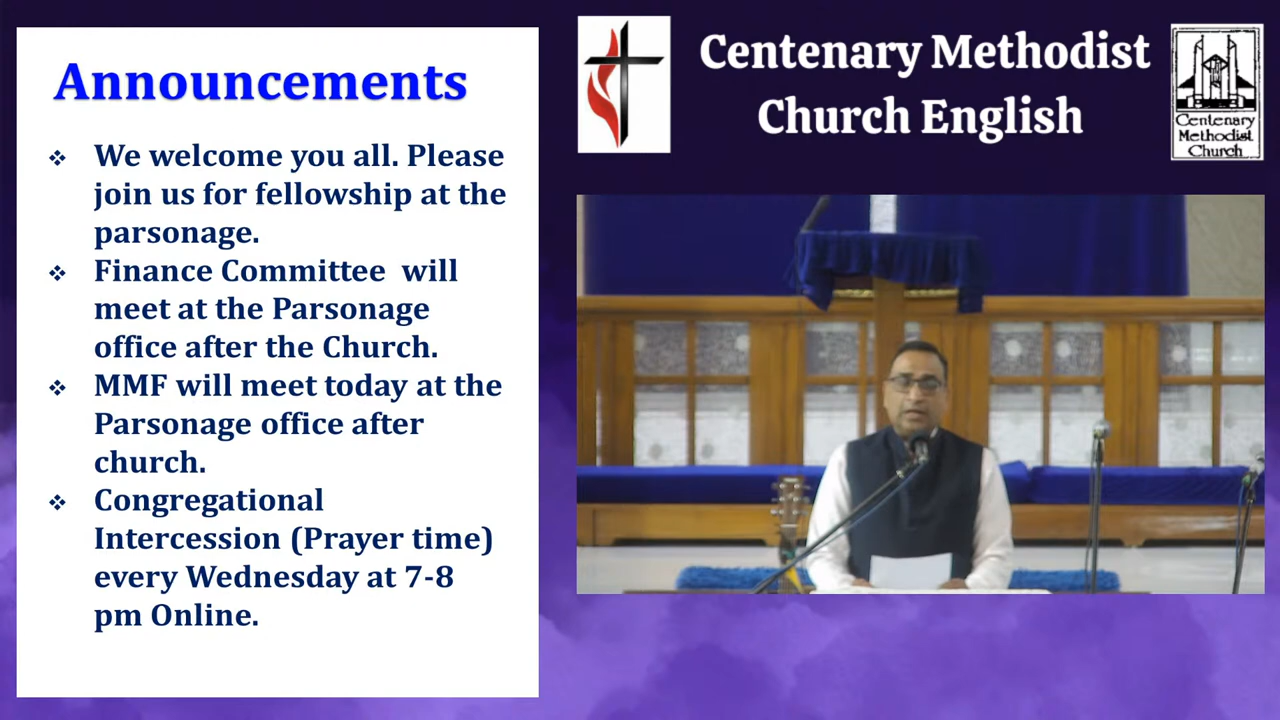 Announcements
❖ We welcome you all. Please
join us for fellowship at the
parsonage.
❖ Finance Committee will
meet at the Parsonage
office after the Church.
❖ MMF will meet today at the
Parsonage office after
church.
❖ Congregational
Intercession (Prayer time)
every Wednesday at 7-8
pm Online.
Centenary Methodist
Church English
Centenary
Methodist
Church